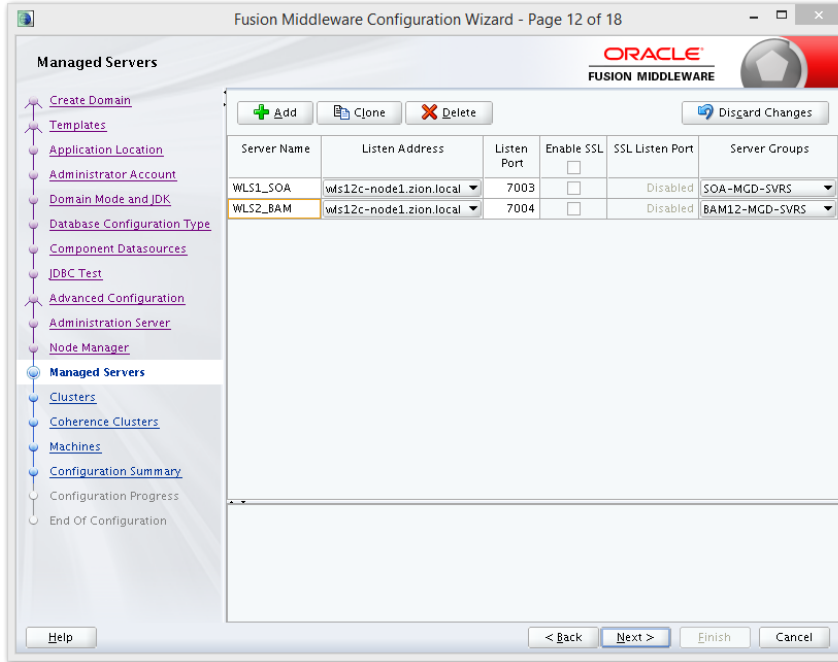 Fusion Middleware Configuration Wizard - Page 12 of 18
Managed Servers
ORACLE
FUSION MIDDLEWARE
Create Domain
Templates
Application Location
Administrator Account
Domain Mode and JDK
Database Configuration Type
Component Datasources
JDBC Test
Advanced Configuration
Administration Server
Node Manager
Managed Servers
Clusters
Coherence Clusters
Machines
Configuration Summary
Configuration Progress
End Of Configuration
Add Clone Delete Discard Changes
Server Name Listen Address Listen Port Enable SSL SSL Listen Port Server Groups
WLS1_SOA wls12c-node1.zion.local 7003 Disabled SOA-MGD-SVRS
WLS2_BAM wls12c-node1.zion.local 7004 Disabled BAM12-MGD-SVRS
Help < Back Next > Finish Cancel